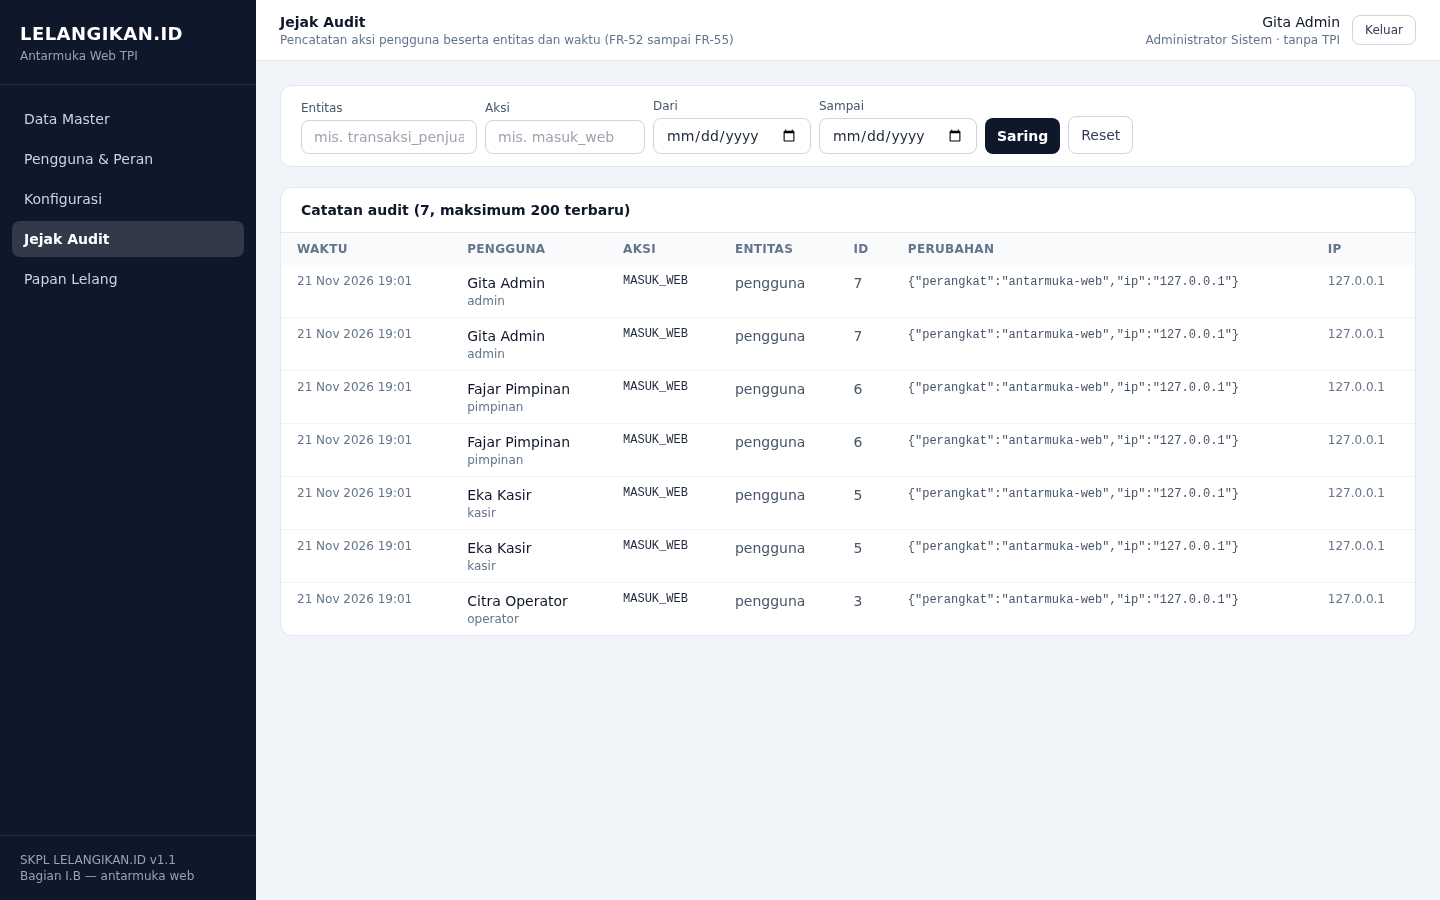 LELANGIKAN.ID
Antarmuka Web TPI
Data Master
Pengguna & Peran
Konfigurasi
Jejak Audit
Papan Lelang
SKPL LELANGIKAN.ID v1.1
Bagian I.B — antarmuka web
Jejak Audit
Pencatatan aksi pengguna beserta entitas dan waktu (FR-52 sampai FR-55)
Gita Admin
Administrator Sistem · tanpa TPI
Keluar
Entitas Aksi Dari Sampai
mis. transaksi_penjua mis. masuk_web mm/dd/yyyy mm/dd/yyyy Saring Reset
Catatan audit (7, maksimum 200 terbaru)
WAKTU PENGGUNA AKSI ENTITAS ID PERUBAHAN IP
21 Nov 2026 19:01 Gita Admin MASUK_WEB pengguna 7 {"perangkat":"antarmuka-web","ip":"127.0.0.1"} 127.0.0.1
admin
21 Nov 2026 19:01 Gita Admin MASUK_WEB pengguna 7 {"perangkat":"antarmuka-web","ip":"127.0.0.1"} 127.0.0.1
admin
21 Nov 2026 19:01 Fajar Pimpinan MASUK_WEB pengguna 6 {"perangkat":"antarmuka-web","ip":"127.0.0.1"} 127.0.0.1
pimpinan
21 Nov 2026 19:01 Fajar Pimpinan MASUK_WEB pengguna 6 {"perangkat":"antarmuka-web","ip":"127.0.0.1"} 127.0.0.1
pimpinan
21 Nov 2026 19:01 Eka Kasir MASUK_WEB pengguna 5 {"perangkat":"antarmuka-web","ip":"127.0.0.1"} 127.0.0.1
kasir
21 Nov 2026 19:01 Eka Kasir MASUK_WEB pengguna 5 {"perangkat":"antarmuka-web","ip":"127.0.0.1"} 127.0.0.1
kasir
21 Nov 2026 19:01 Citra Operator MASUK_WEB pengguna 3 {"perangkat":"antarmuka-web","ip":"127.0.0.1"} 127.0.0.1
operator